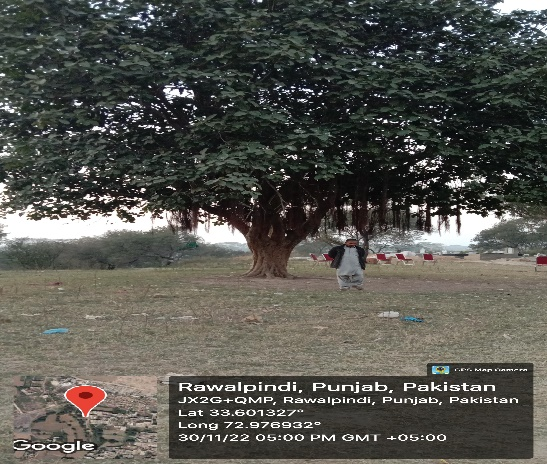 GPS Map Camera
Rawalpindi, Punjab, Pakistan
JX2G+QMP, Rawalpindi, Punjab, Pakistan
Lat 33.601327°
Long 72.976932°
30/11/22 05:00 PM GMT +05:00
Google